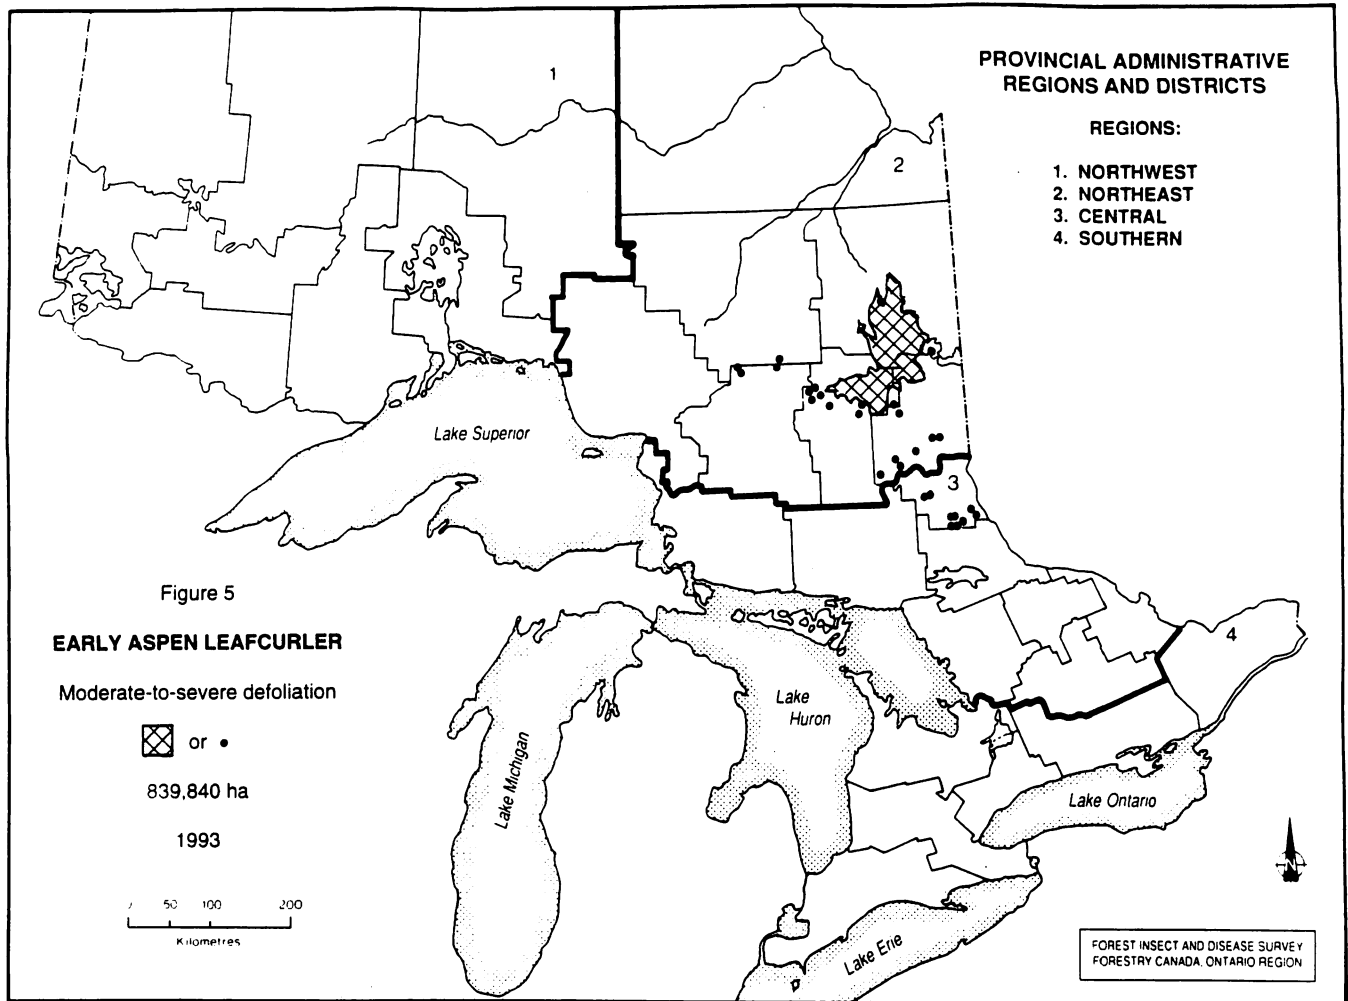 PROVINCIAL ADMINISTRATIVE
REGIONS AND DISTRICTS
REGIONS:
1. NORTHWEST
2. NORTHEAST
3. CENTRAL
4. SOUTHERN
1
2
3
4
Lake Superior
Lake Huron
Lake Michigan
Lake Ontario
Lake Erie
Figure 5
EARLY ASPEN LEAFCURLER
Moderate-to-severe defoliation
or
839,840 ha
1993
50 100 200
Kilometres
N
FOREST INSECT AND DISEASE SURVEY
FORESTRY CANADA, ONTARIO REGION